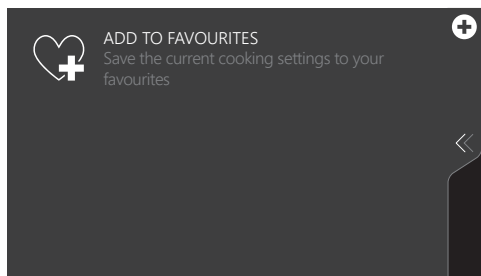 ADD TO FAVOURITES
Save the current cooking settings to your
favourites